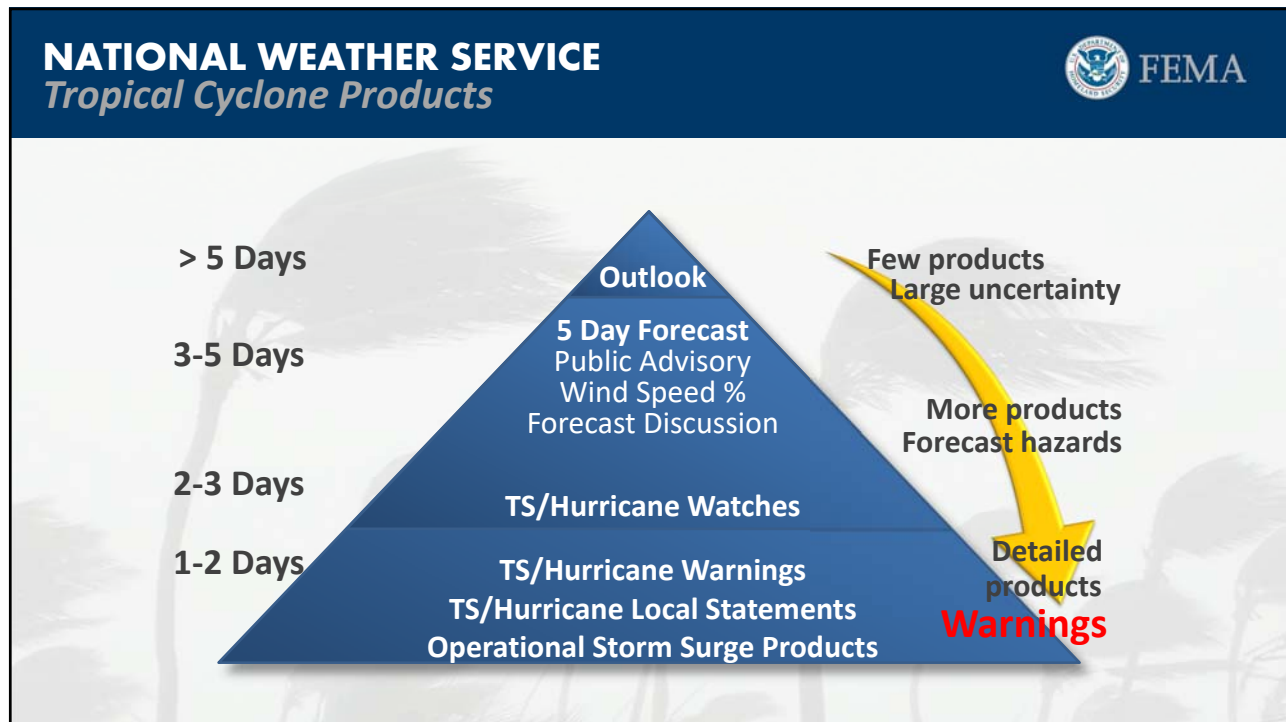 NATIONAL WEATHER SERVICE
Tropical Cyclone Products
FEMA
> 5 Days
Outlook
Few products
Large uncertainty
3-5 Days
5 Day Forecast
Public Advisory
Wind Speed %
Forecast Discussion
More products
Forecast hazards
2-3 Days
TS/Hurricane Watches
1-2 Days
TS/Hurricane Warnings
TS/Hurricane Local Statements
Operational Storm Surge Products
Detailed
products
Warnings